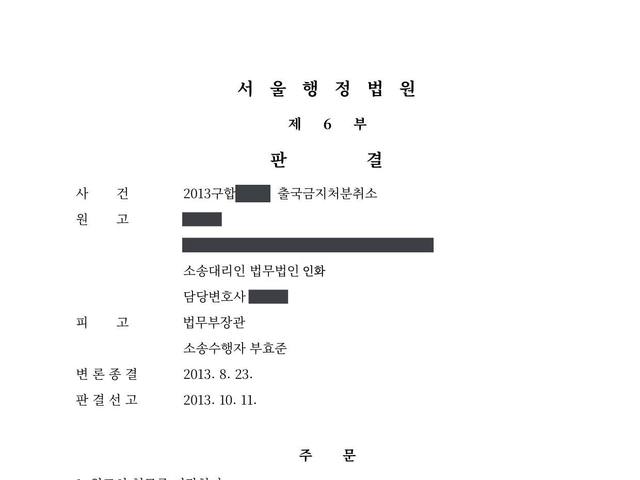 서 울 행 정 법 원
제 6 부
판 결
사 건 2013구합 출국금지처분취소
원 고
소송대리인 법무법인 인화
담당변호사
피 고 법무부장관
소송수행자 부효준
변 론 종 결 2013. 8. 23.
판 결 선 고 2013. 10. 11.
주 문